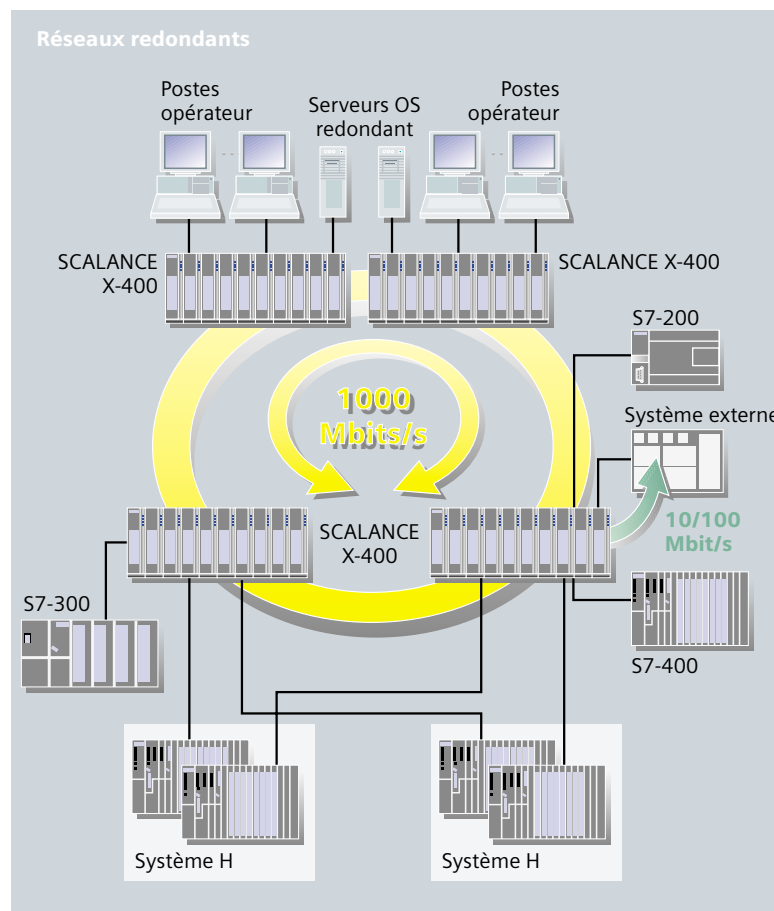 Réseaux redondants
Postes
opérateur
Serveurs OS
redondant
Postes
opérateur
SCALANCE
X-400
SCALANCE X-400
S7-200
1000
Mbits/s
Système externe
SCALANCE
X-400
10/100
Mbit/s
S7-300
S7-400
Système H
Système H